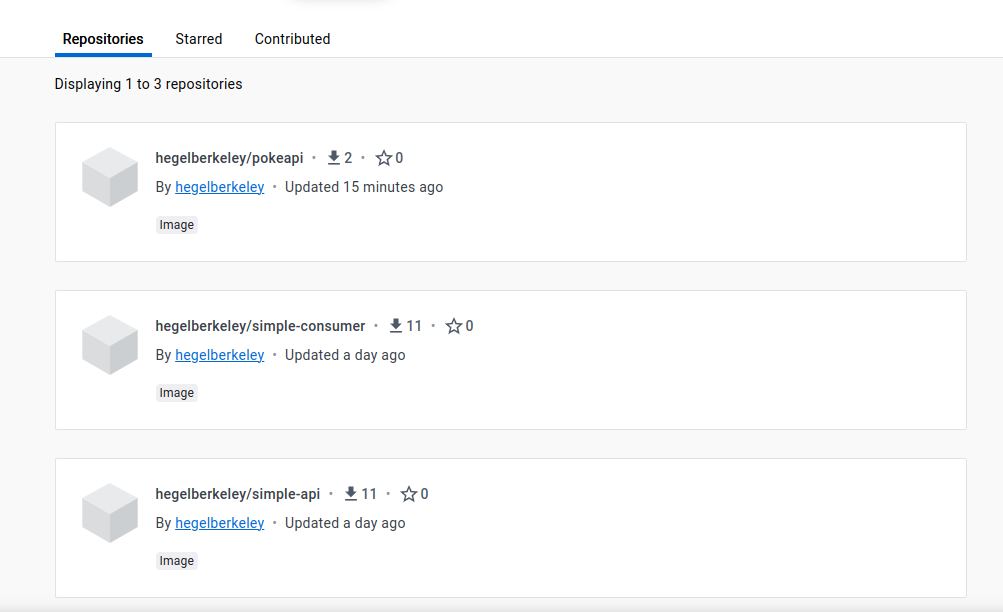 Repositories Starred Contributed
Displaying 1 to 3 repositories
hegelberkeley/pokeapi • 2 • 0
By hegelberkeley • Updated 15 minutes ago
Image
hegelberkeley/simple-consumer • 11 • 0
By hegelberkeley • Updated a day ago
Image
hegelberkeley/simple-api • 11 • 0
By hegelberkeley • Updated a day ago
Image